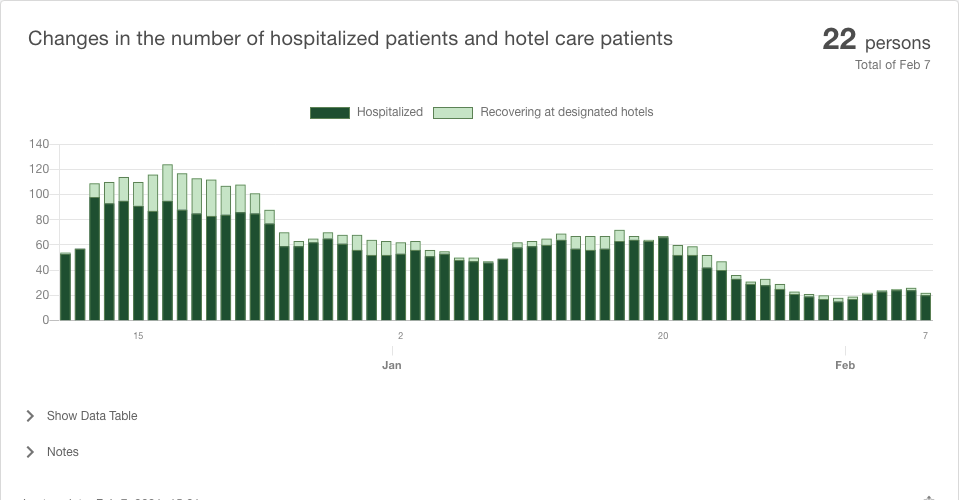 Changes in the number of hospitalized patients and hotel care patients
22 persons
Total of Feb 7
Hospitalized
Recovering at designated hotels
140
120
100
80
60
40
20
0
15
2
20
7
Jan
Feb
Show Data Table
Notes